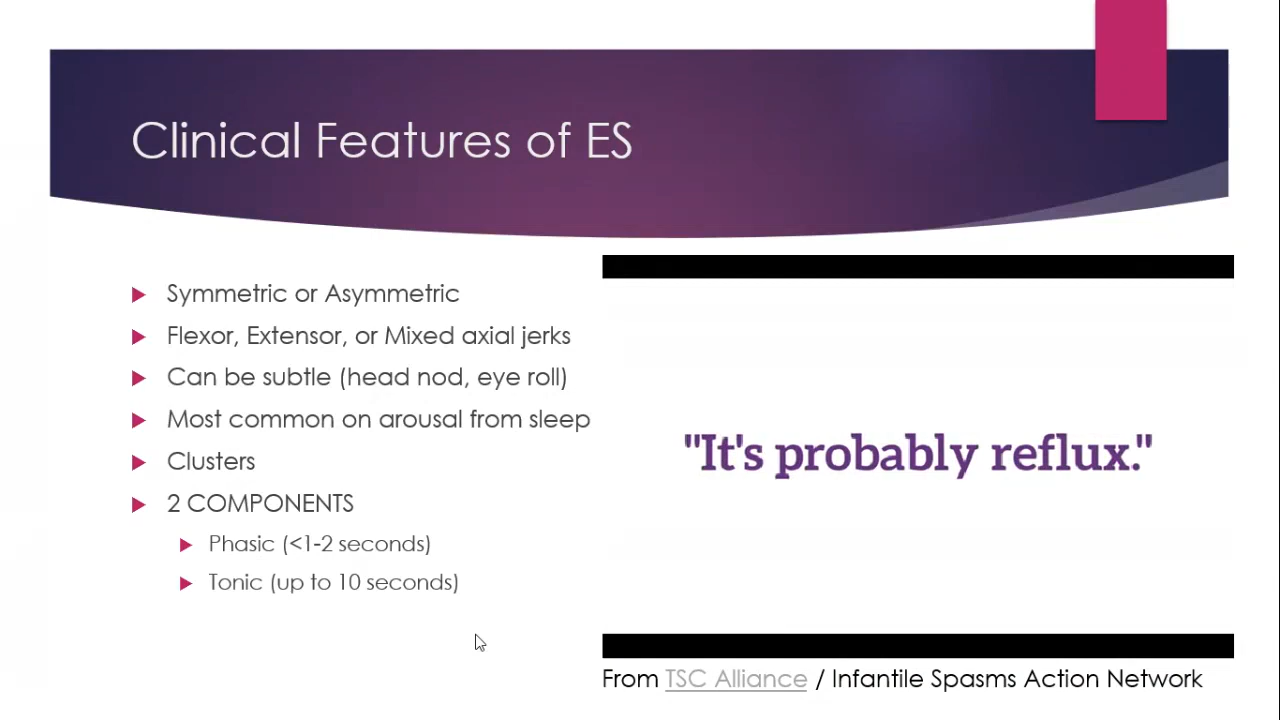 Clinical Features of ES
Symmetric or Asymmetric
Flexor, Extensor, or Mixed axial jerks
Can be subtle (head nod, eye roll)
Most common on arousal from sleep
Clusters
2 COMPONENTS
Phasic (<1-2 seconds)
Tonic (up to 10 seconds)
"It's probably reflux."
From TSC Alliance / Infantile Spasms Action Network